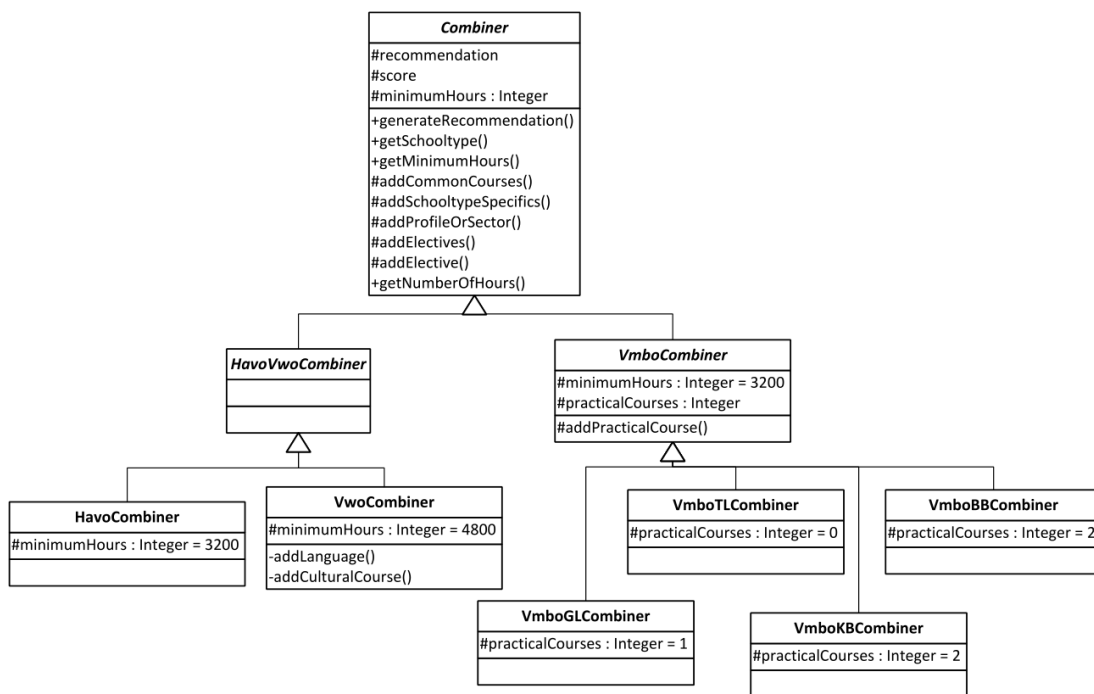 Combiner
#recommendation
#score
#minimumHours : Integer
+generateRecommendation()
+getSchooltype()
+getMinimumHours()
#addCommonCourses()
#addSchooltypeSpecifics()
#addProfileOrSector()
#addElectives()
#addElective()
+getNumberOfHours()
HavoVwoCombiner
VmboCombiner
#minimumHours : Integer = 3200
#practicalCourses : Integer
#addPracticalCourse()
HavoCombiner
#minimumHours : Integer = 3200
VwoCombiner
#minimumHours : Integer = 4800
-addLanguage()
-addCulturalCourse()
VmboTLCombiner
#practicalCourses : Integer = 0
VmboBBCombiner
#practicalCourses : Integer = 2
VmboGLCombiner
#practicalCourses : Integer = 1
VmboKBCombiner
#practicalCourses : Integer = 2